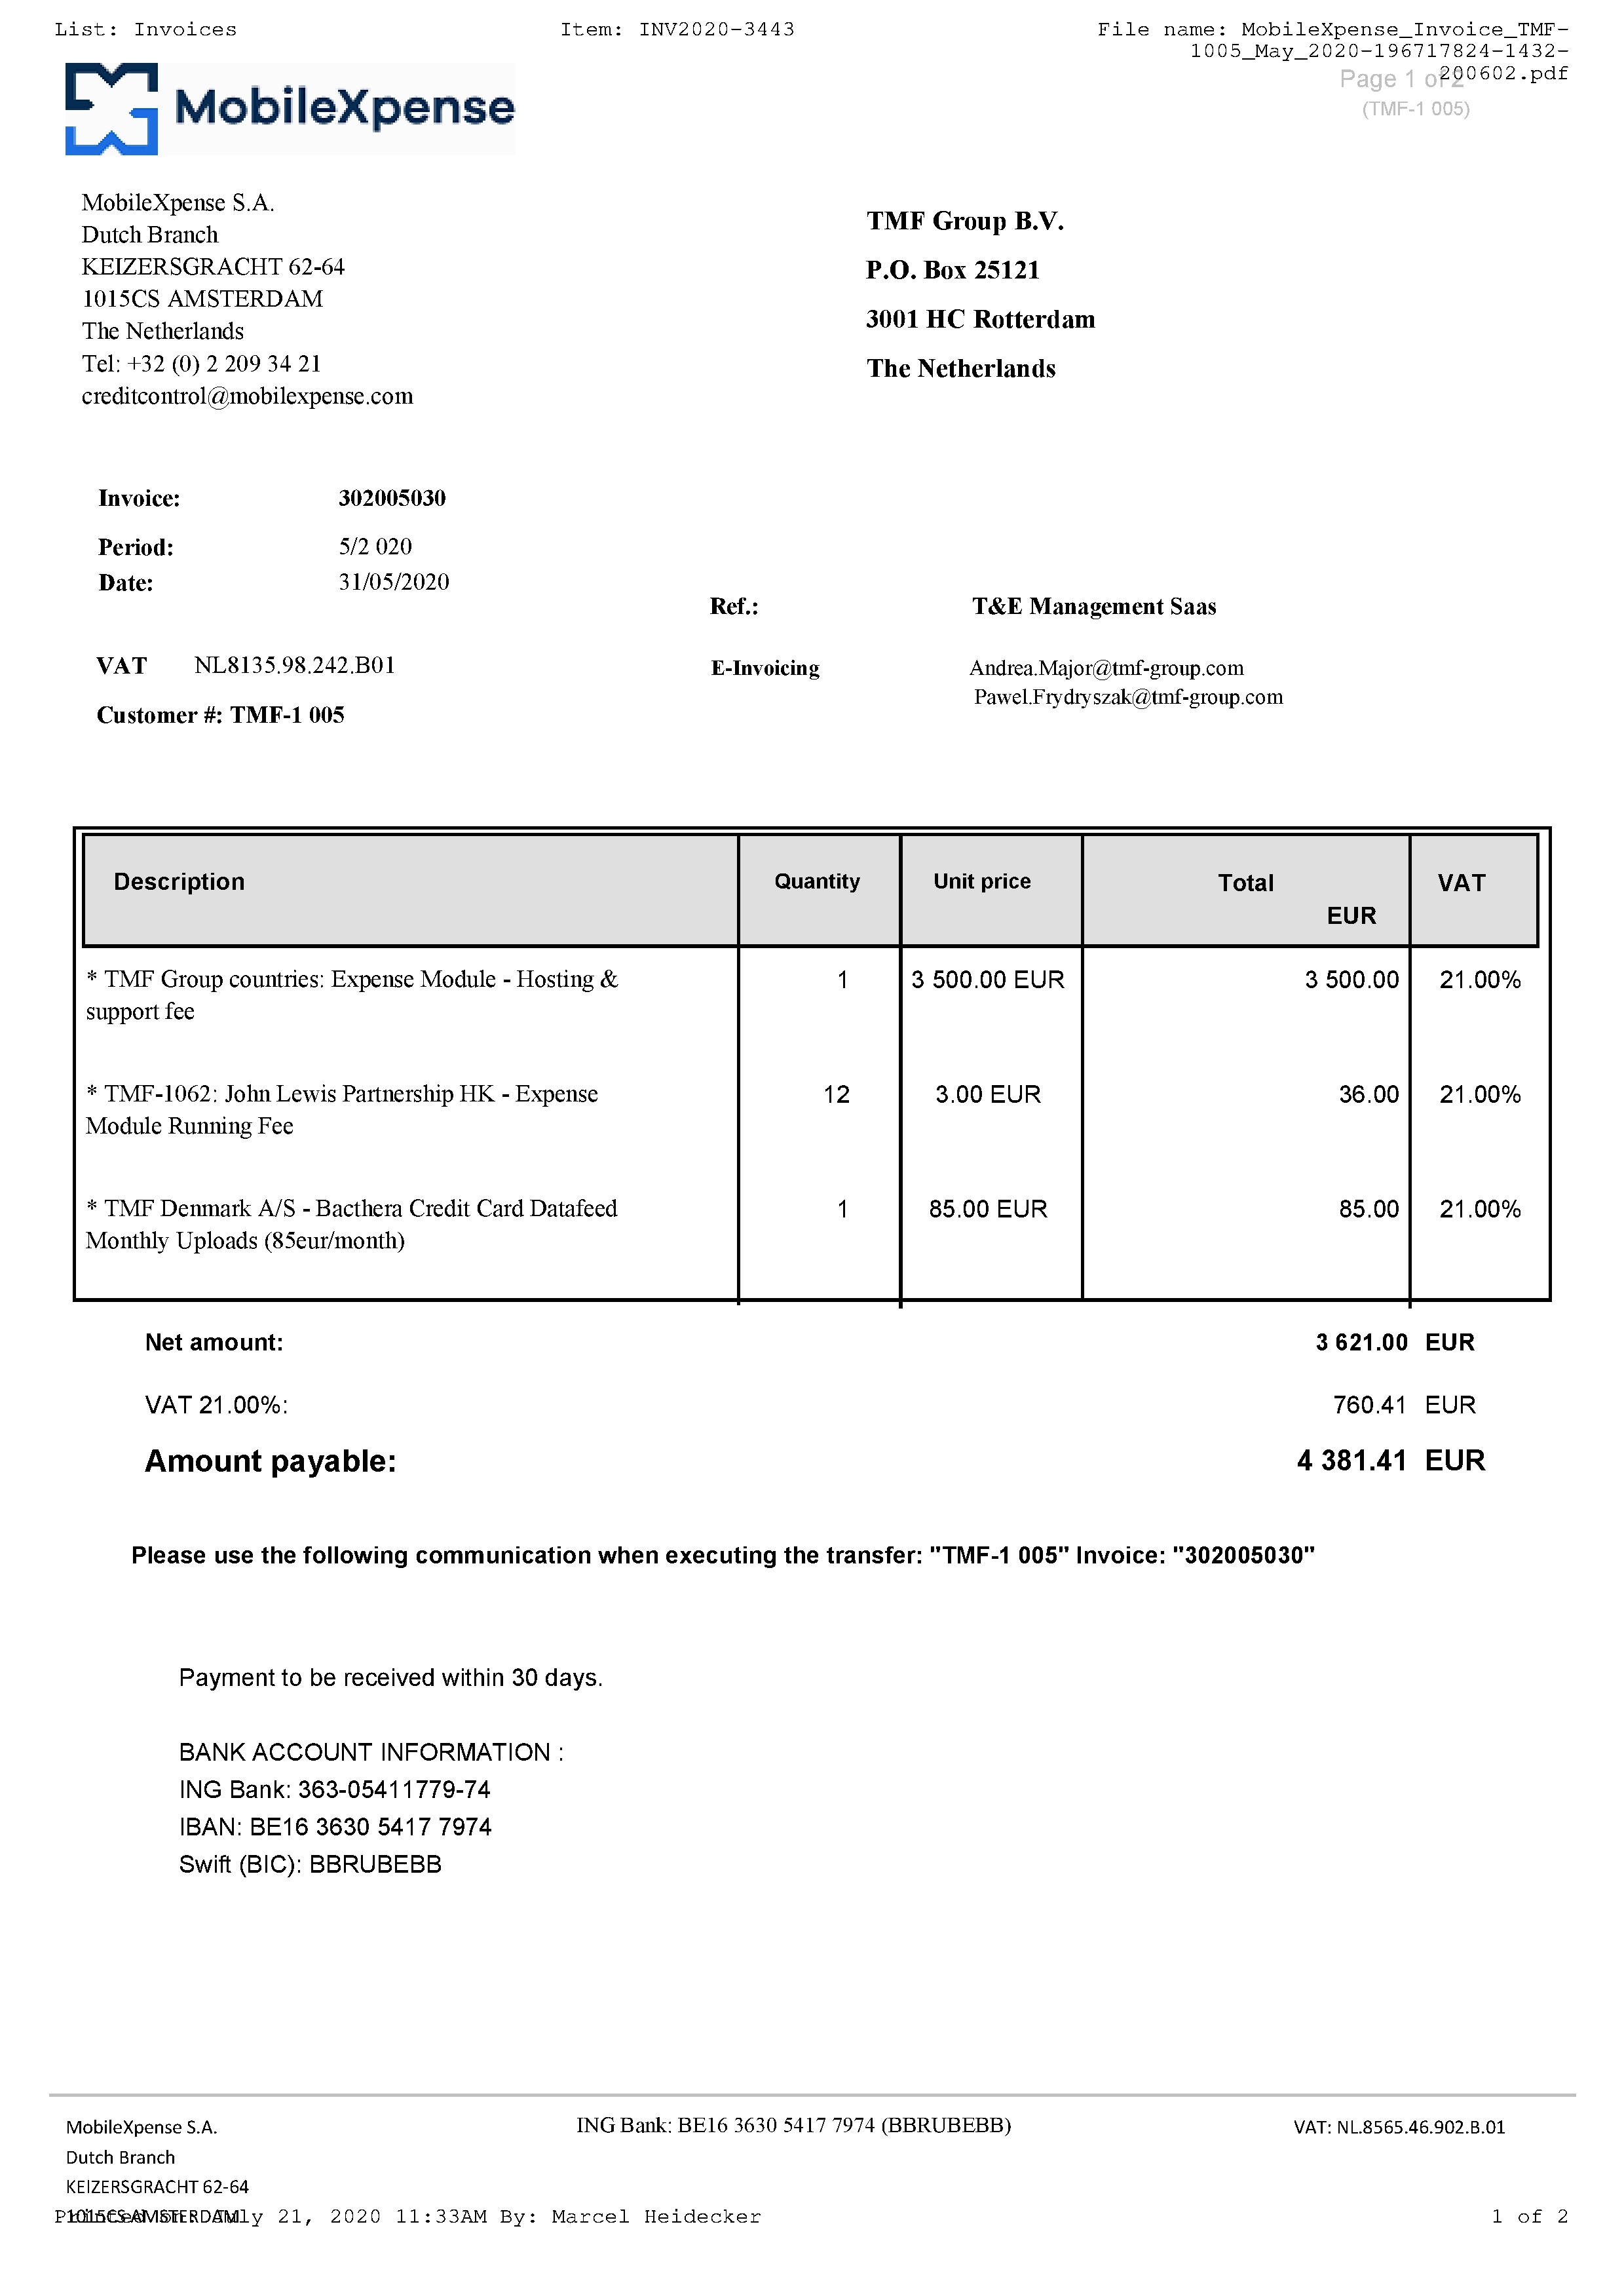 List: Invoices Item: INV2020-3443 File name: MobileXpense_Invoice_TMF-
1005_May_2020-196717824-1432-
200602.pdf
Page 1 of 2
(TMF-1 005)
MobileXpense
MobileXpense S.A.
Dutch Branch
KEIZERSGRACHT 62-64
1015CS AMSTERDAM
The Netherlands
Tel: +32 (0) 2 209 34 21
creditcontrol@mobilexpense.com
TMF Group B.V.
P.O. Box 25121
3001 HC Rotterdam
The Netherlands
Invoice: 302005030
Period: 5/2 020
Date: 31/05/2020
Ref.: T&E Management Saas
VAT NL8135.98.242.B01
E-Invoicing Andrea.Major@tmf-group.com
Pawel.Frydryszak@tmf-group.com
Customer #: TMF-1 005
Description Quantity Unit price Total VAT
EUR
* TMF Group countries: Expense Module - Hosting & 1 3 500.00 EUR 3 500.00 21.00%
support fee
* TMF-1062: John Lewis Partnership HK - Expense 12 3.00 EUR 36.00 21.00%
Module Running Fee
* TMF Denmark A/S - Bacthera Credit Card Datafeed 1 85.00 EUR 85.00 21.00%
Monthly Uploads (85eur/month)
Net amount: 3 621.00 EUR
VAT 21.00%: 760.41 EUR
Amount payable: 4 381.41 EUR
Please use the following communication when executing the transfer: "TMF-1 005" Invoice: "302005030"
Payment to be received within 30 days.
BANK ACCOUNT INFORMATION :
ING Bank: 363-05411779-74
IBAN: BE16 3630 5417 7974
Swift (BIC): BBRUBEBB
MobileXpense S.A. ING Bank: BE16 3630 5417 7974 (BBRUBEBB) VAT: NL.8565.46.902.B.01
Dutch Branch
KEIZERSGRACHT 62-64
1015CS AMSTERDAM
Printed on: July 21, 2020 11:33AM By: Marcel Heidecker 1 of 2